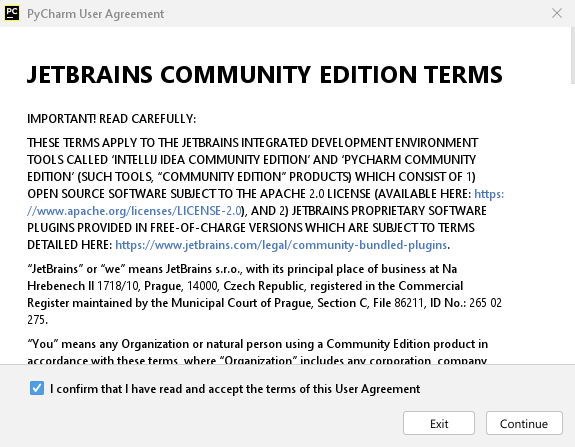 PC PyCharm User Agreement
JETBRAINS COMMUNITY EDITION TERMS
IMPORTANT! READ CAREFULLY:
THESE TERMS APPLY TO THE JETBRAINS INTEGRATED DEVELOPMENT ENVIRONMENT
TOOLS CALLED ‘INTELLIJ IDEA COMMUNITY EDITION’ AND ‘PYCHARM COMMUNITY
EDITION’ (SUCH TOOLS, “COMMUNITY EDITION” PRODUCTS) WHICH CONSIST OF 1)
OPEN SOURCE SOFTWARE SUBJECT TO THE APACHE 2.0 LICENSE (AVAILABLE HERE: https:
//www.apache.org/licenses/LICENSE-2.0), AND 2) JETBRAINS PROPRIETARY SOFTWARE
PLUGINS PROVIDED IN FREE-OF-CHARGE VERSIONS WHICH ARE SUBJECT TO TERMS
DETAILED HERE: https://www.jetbrains.com/legal/community-bundled-plugins.
“JetBrains” or “we” means JetBrains s.r.o., with its principal place of business at Na
Hrebenech II 1718/10, Prague, 14000, Czech Republic, registered in the Commercial
Register maintained by the Municipal Court of Prague, Section C, File 86211, ID No.: 265 02
275.
“You” means any Organization or natural person using a Community Edition product in
accordance with these terms, where “Organization” includes any corporation, company,
I confirm that I have read and accept the terms of this User Agreement
Exit
Continue